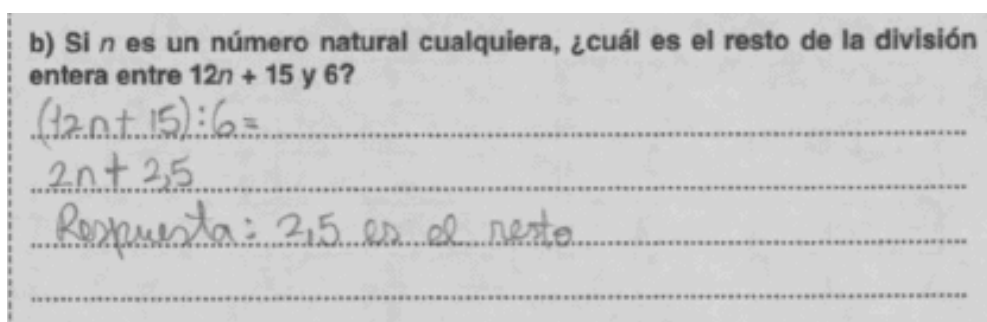 b) Si n es un número natural cualquiera, ¿cuál es el resto de la división
entera entre 12n + 15 y 6?
(12n + 15):6=
2n + 2,5
Respuesta: 2,5 es el resto